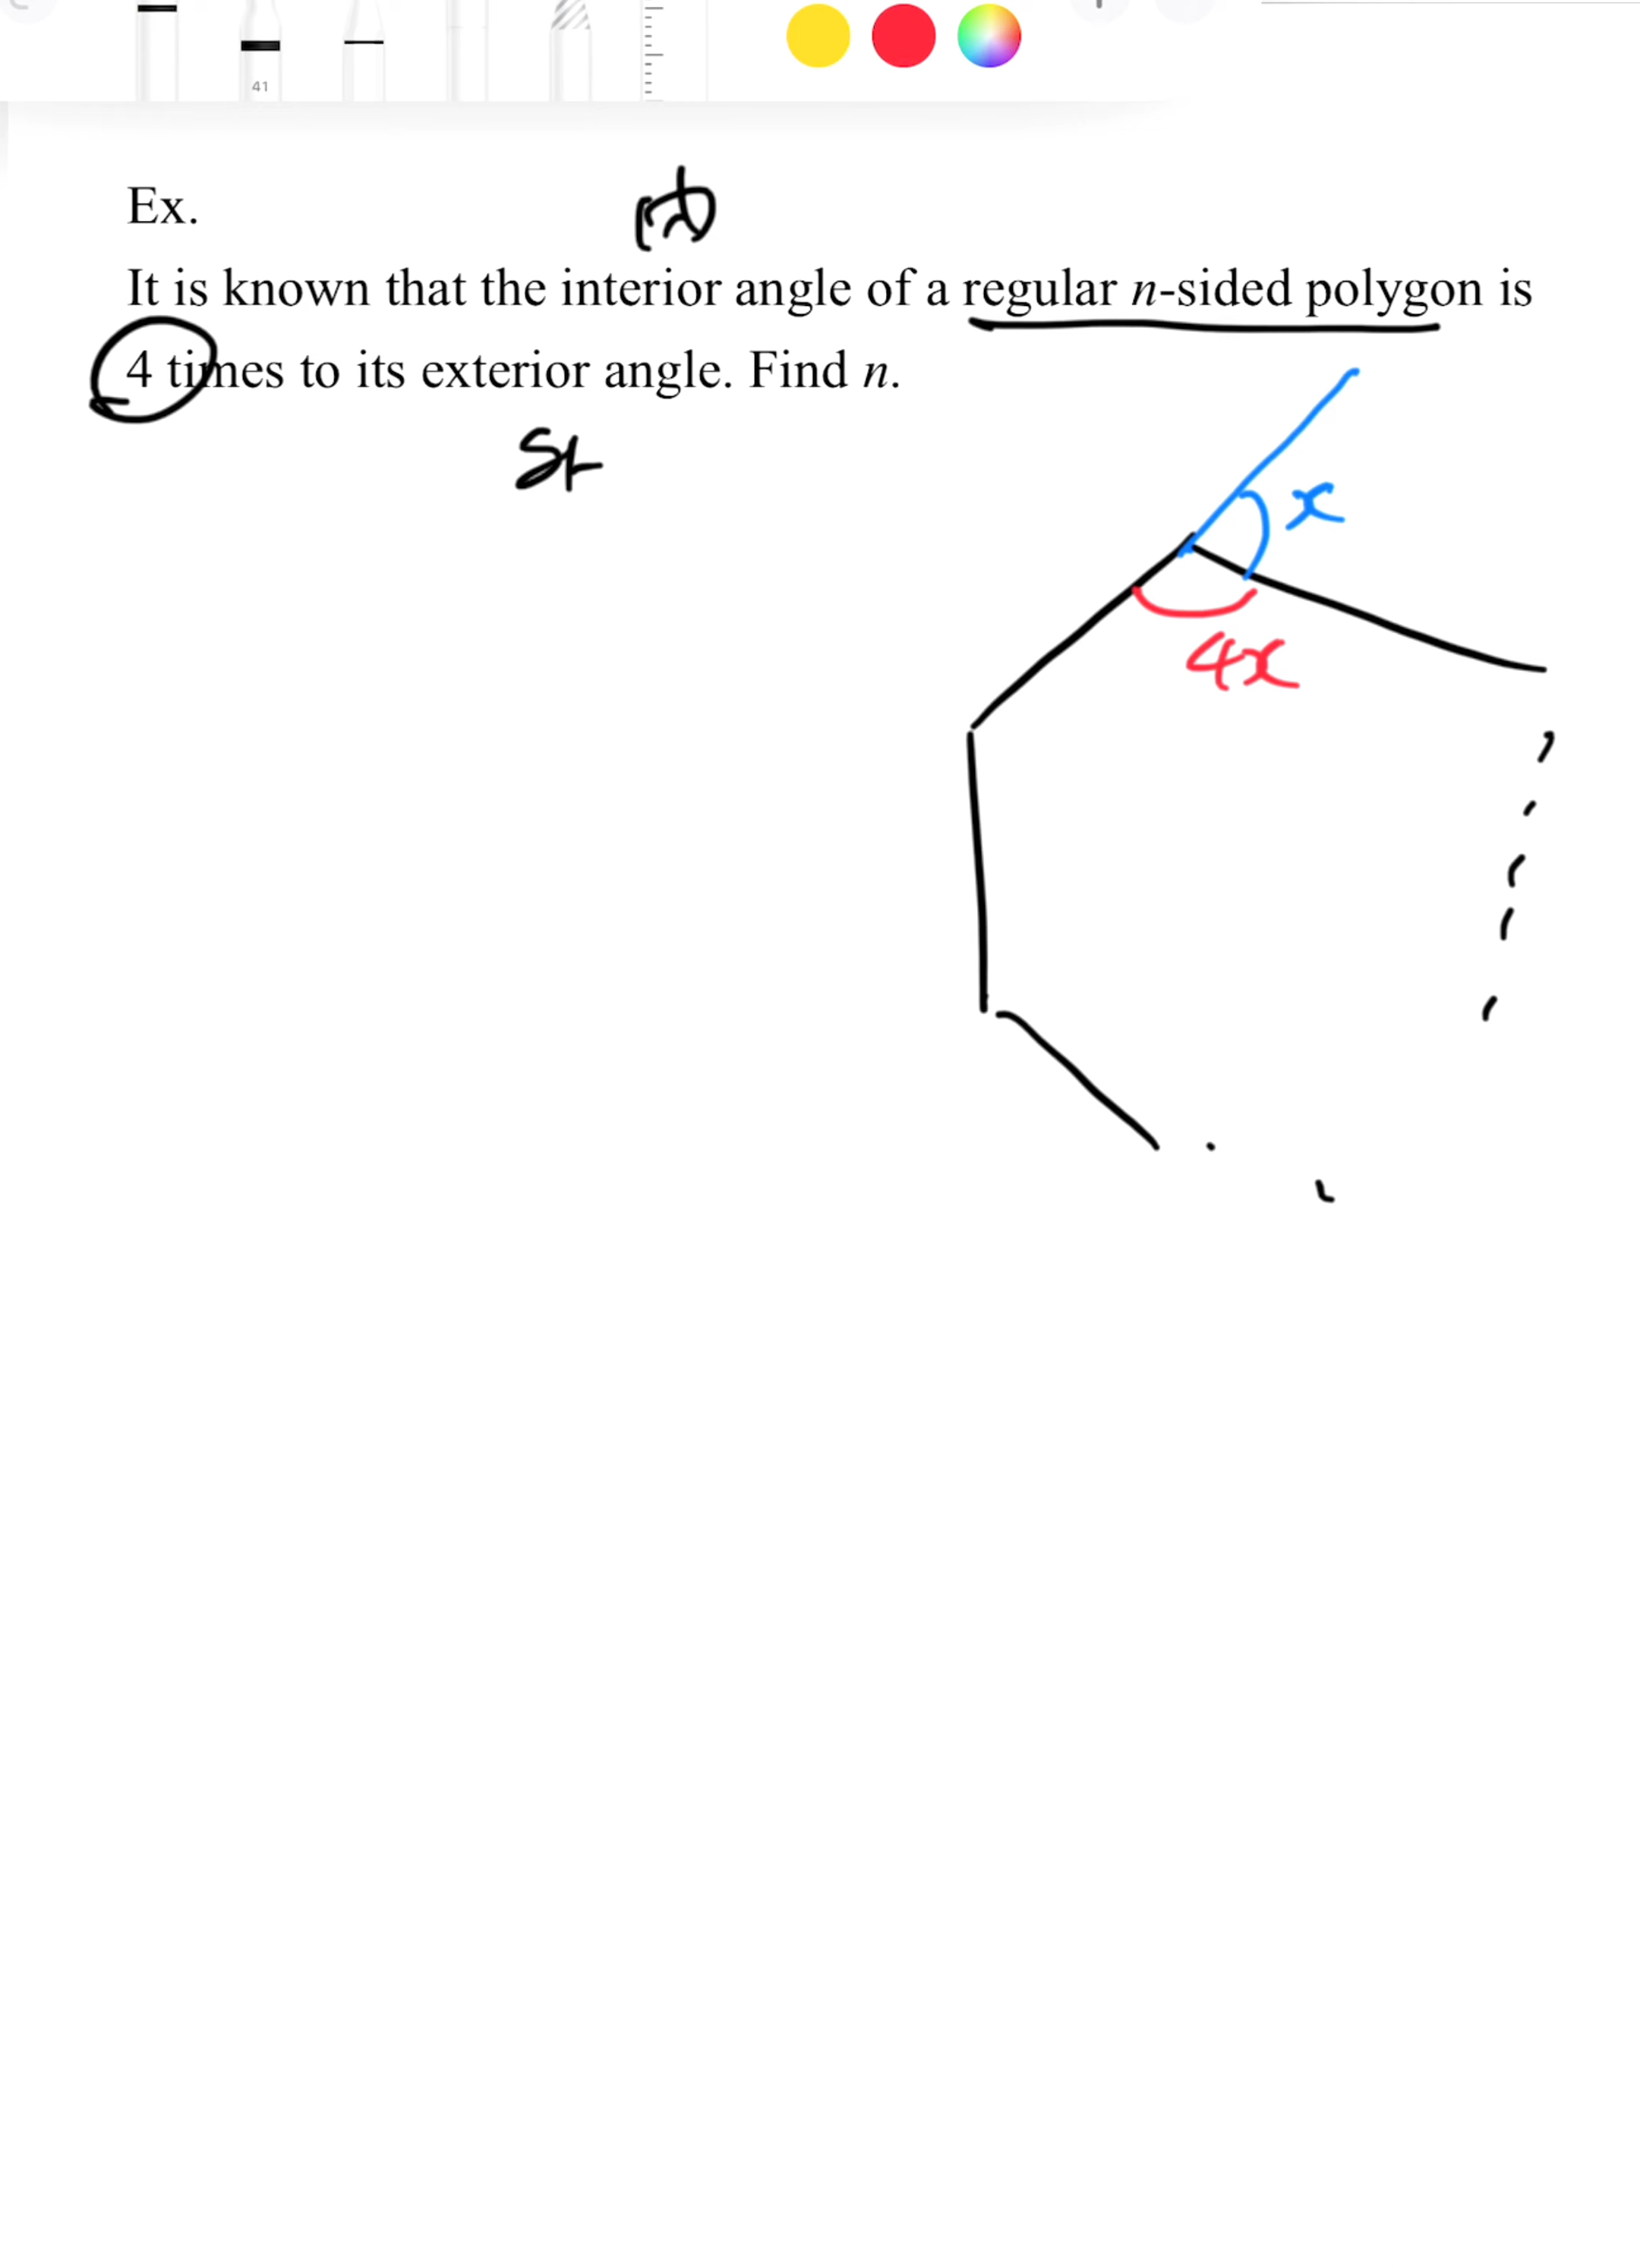 41
Ex.
内
It is known that the interior angle of a regular n-sided polygon is
4 times to its exterior angle. Find n.
外
x
4x